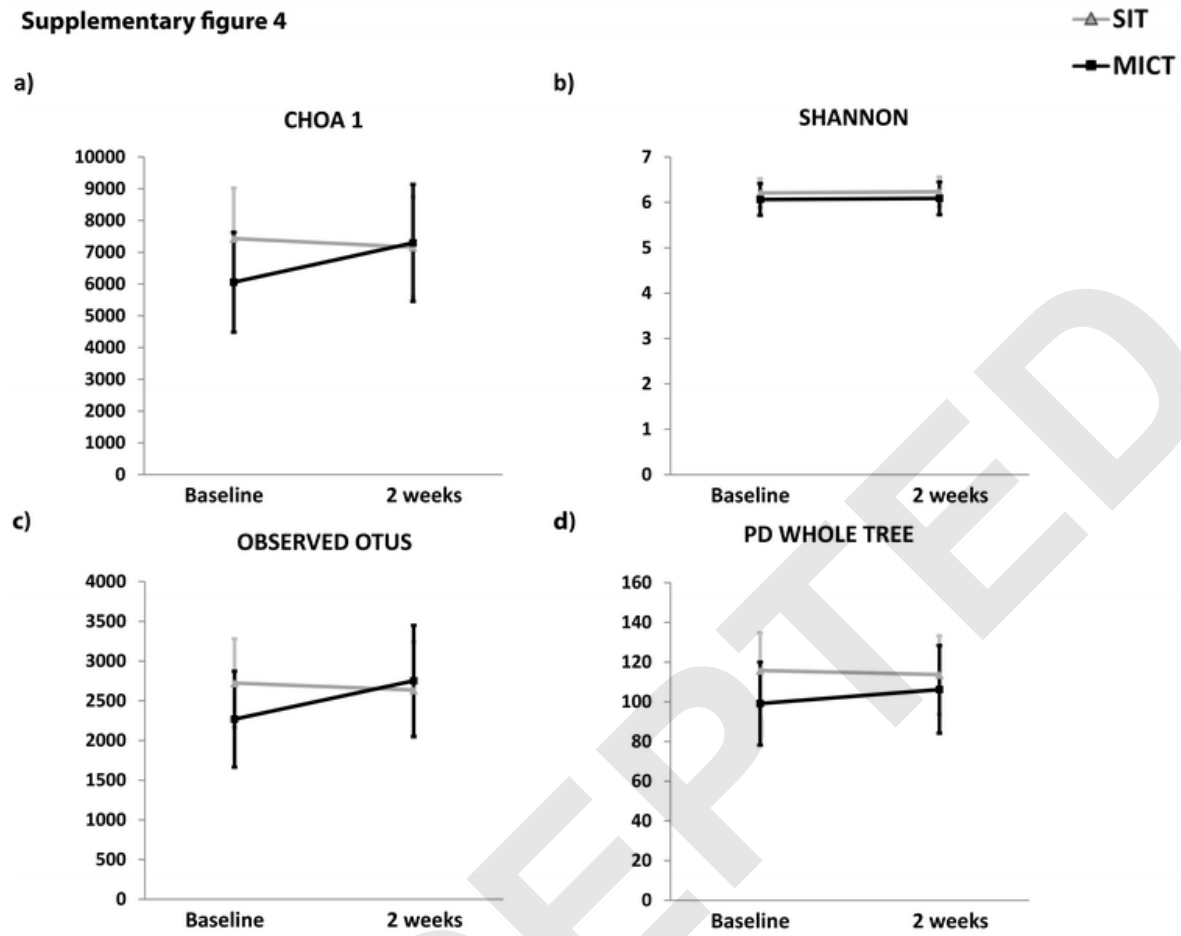 Supplementary figure 4
SIT
MICT
a)
CHOA 1
10000
9000
8000
7000
6000
5000
4000
3000
2000
1000
0
Baseline 2 weeks
b)
SHANNON
7
6
5
4
3
2
1
0
Baseline 2 weeks
c)
OBSERVED OTUS
4000
3500
3000
2500
2000
1500
1000
500
0
Baseline 2 weeks
d)
PD WHOLE TREE
160
140
120
100
80
60
40
20
0
Baseline 2 weeks
EPTED